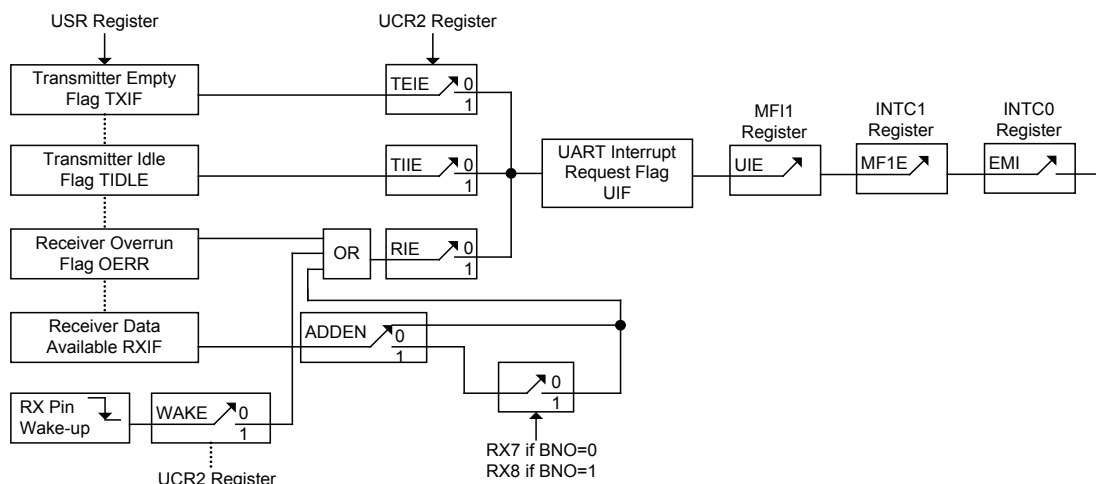 USR Register
UCR2 Register
Transmitter Empty
Flag TXIF
TEIE
0
1
Transmitter Idle
Flag TIDLE
TIIE
0
1
UART Interrupt
Request Flag
UIF
MFI1
Register
UIE
INTC1
Register
MF1E
INTC0
Register
EMI
Receiver Overrun
Flag OERR
OR
RIE
0
1
Receiver Data
Available RXIF
ADDEN
0
1
0
1
RX7 if BNO=0
RX8 if BNO=1
RX Pin
Wake-up
WAKE
0
1
UCR2 Register